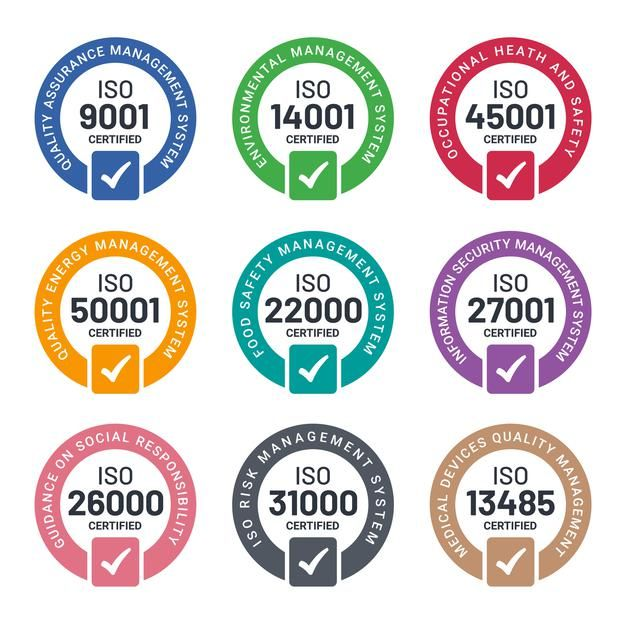 QUALITY ASSURANCE MANAGEMENT SYSTEM
ISO
9001
CERTIFIED
ENVIRONMENTAL MANAGEMENT SYSTEM
ISO
14001
CERTIFIED
OCCUPATIONAL HEATH AND SAFETY
ISO
45001
CERTIFIED
QUALITY ENERGY MANAGEMENT SYSTEM
ISO
50001
CERTIFIED
FOOD SAFETY MANAGEMENT SYSTEM
ISO
22000
CERTIFIED
INFORMATION SECURITY MANAGEMENT SYSTEM
ISO
27001
CERTIFIED
GUIDANCE ON SOCIAL RESPONSIBILITY
ISO
26000
CERTIFIED
ISO RISK MANAGEMENT SYSTEM
ISO
31000
CERTIFIED
MEDICAL DEVICES QUALITY MANAGEMENT
ISO
13485
CERTIFIED